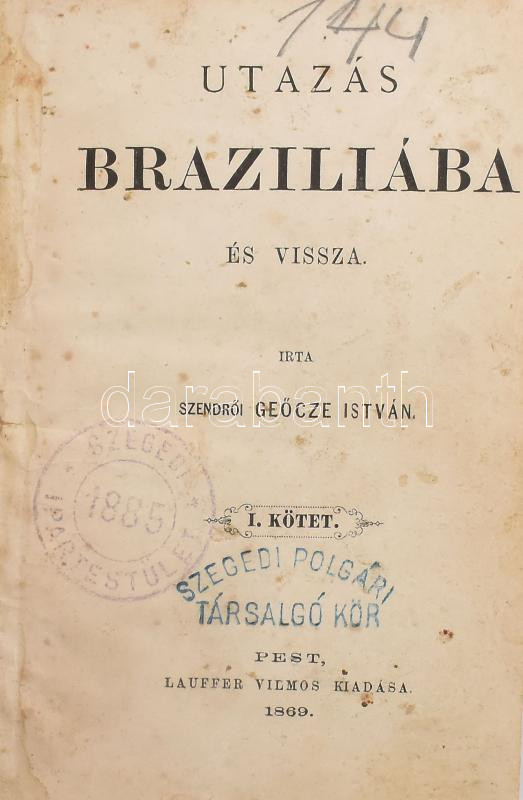 144
UTAZÁS
BRAZILIÁBA
ÉS VISSZA.
IRTA
darabanth
SZENDRŐI GEŐCZE ISTVÁN.
SZEGEDI
1885
IPARTESTÜLET
I. KÖTET.
SZEGEDI POLGÁRI
TÁRSALGÓ KÖR
PEST,
LAUFFER VILMOS KIADÁSA.
1869.